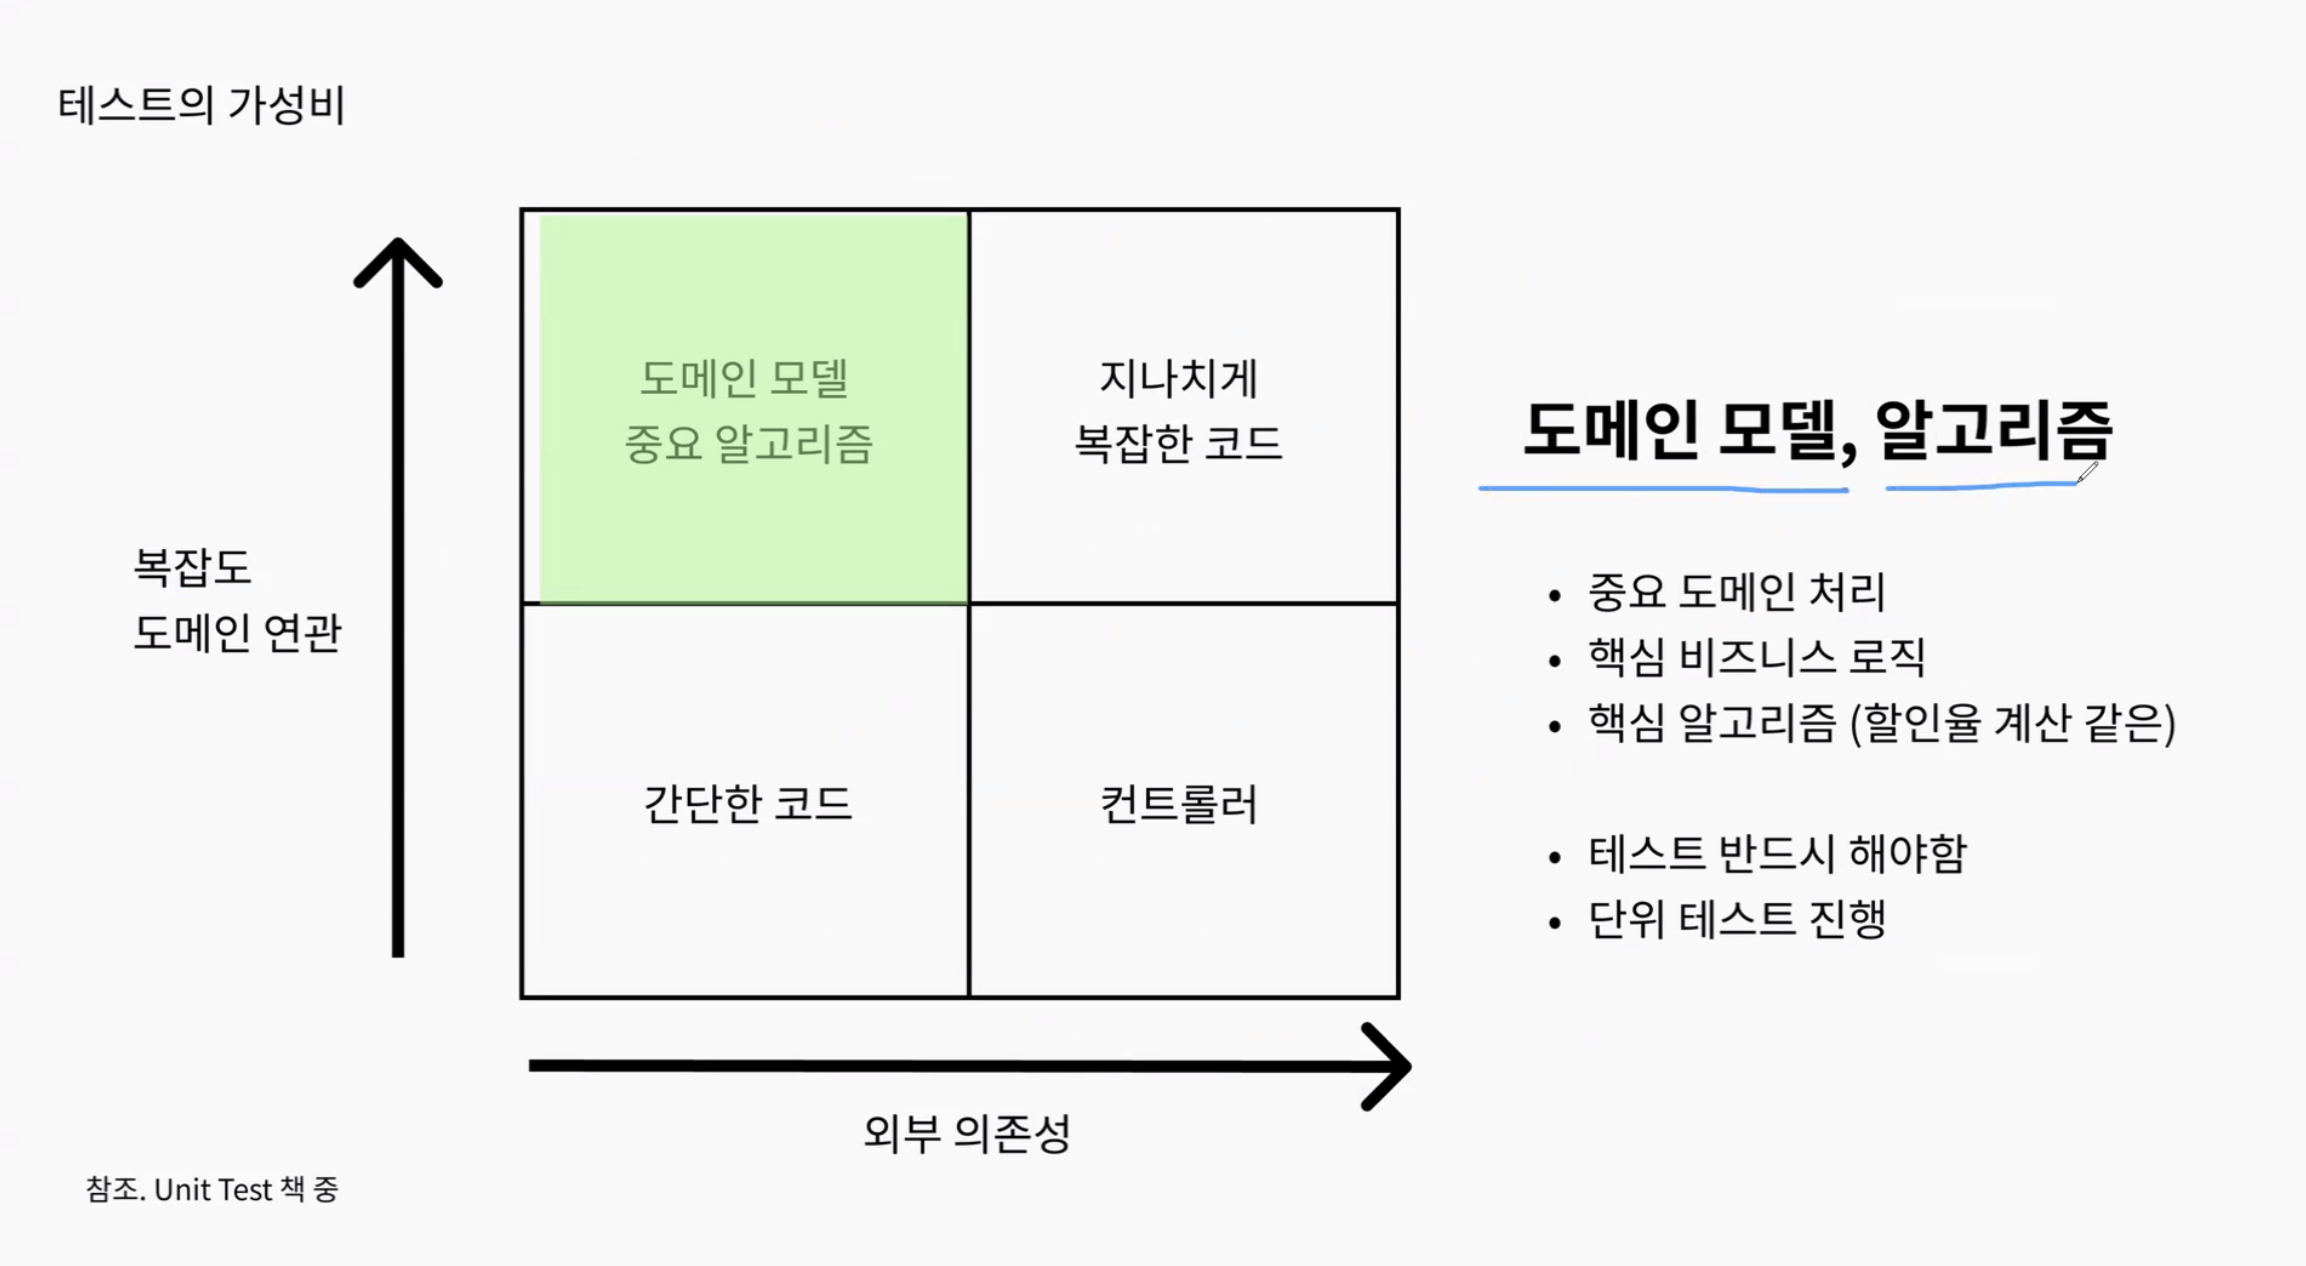 테스트의 가성비
복잡도
도메인 연관
도메인 모델
중요 알고리즘
지나치게
복잡한 코드
간단한 코드
컨트롤러
외부 의존성
도메인 모델, 알고리즘
• 중요 도메인 처리
• 핵심 비즈니스 로직
• 핵심 알고리즘 (할인율 계산 같은)
• 테스트 반드시 해야함
• 단위 테스트 진행
참조. Unit Test 책 중